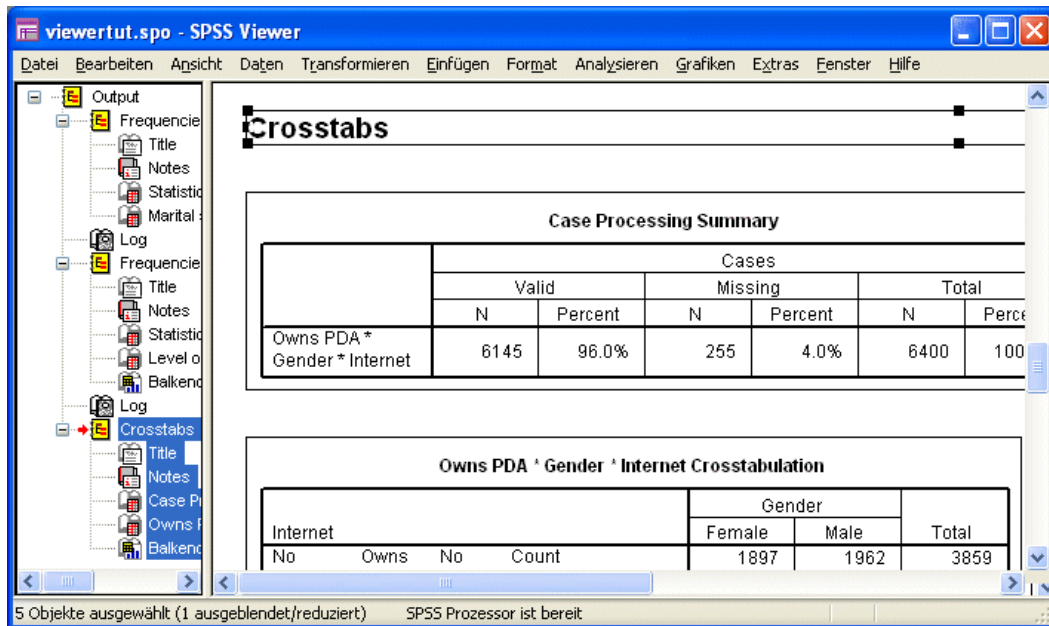 viewertut.spo - SPSS Viewer
Datei Bearbeiten Ansicht Daten Transformieren Einfügen Format Analysieren Grafiken Extras Fenster Hilfe
Output
Frequencie
Title
Notes
Statistic
Marital s
Log
Frequencie
Title
Notes
Statistic
Level o
Balkend
Log
Crosstabs
Title
Notes
Case Pr
Owns P
Balkend
Crosstabs
Case Processing Summary
Cases
Valid Missing Total
N Percent N Percent N Perce
Owns PDA * Gender * Internet 6145 96.0% 255 4.0% 6400 100
Owns PDA * Gender * Internet Crosstabulation
Gender
Internet Female Male Total
No Owns No Count 1897 1962 3859
5 Objekte ausgewählt (1 ausgeblendet/reduziert) SPSS Prozessor ist bereit